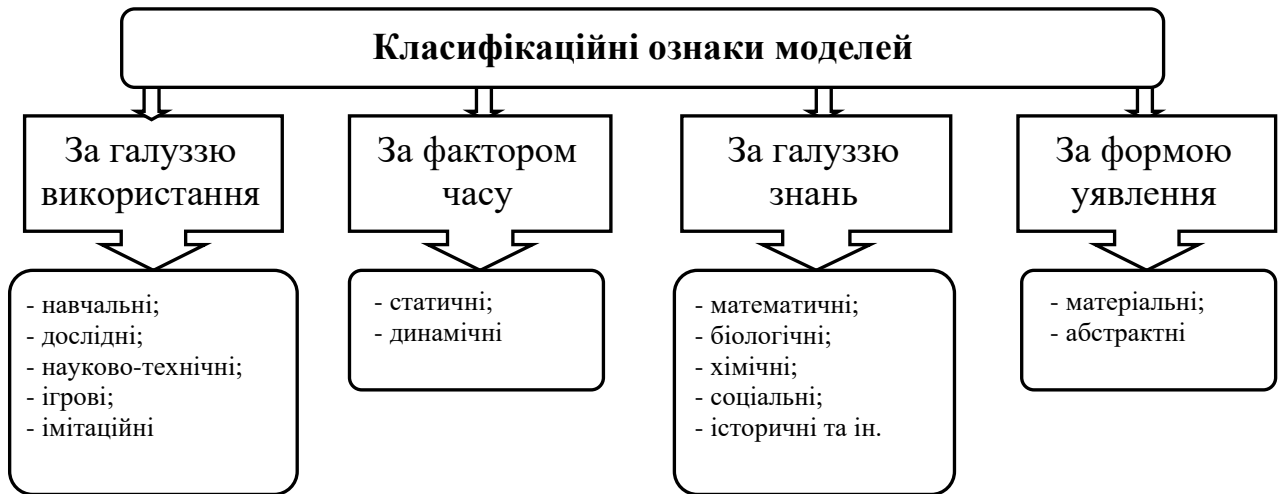 Класифікаційні ознаки моделей
За галуззю
використання
За фактором
часу
За галуззю
знань
За формою
уявлення
- навчальні;
- дослідні;
- науково-технічні;
- ігрові;
- імітаційні
- статичні;
- динамічні
- математичні;
- біологічні;
- хімічні;
- соціальні;
- історичні та ін.
- матеріальні;
- абстрактні